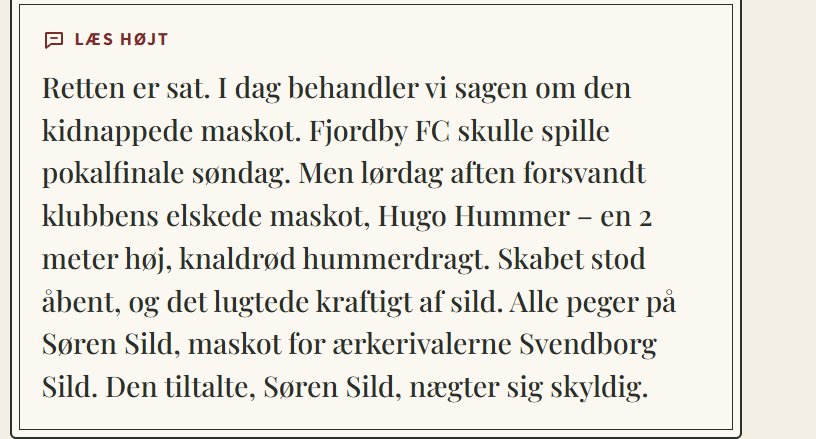 LÆS HØJT
Retten er sat. I dag behandler vi sagen om den
kidnappede maskot. Fjordby FC skulle spille
pokalfinale søndag. Men lørdag aften forsvandt
klubbens elskede maskot, Hugo Hummer – en 2
meter høj, knaldrød hummerdragt. Skabet stod
åbent, og det lugtede kraftigt af sild. Alle peger på
Søren Sild, maskot for ærkerivalerne Svendborg
Sild. Den tiltalte, Søren Sild, nægter sig skyldig.